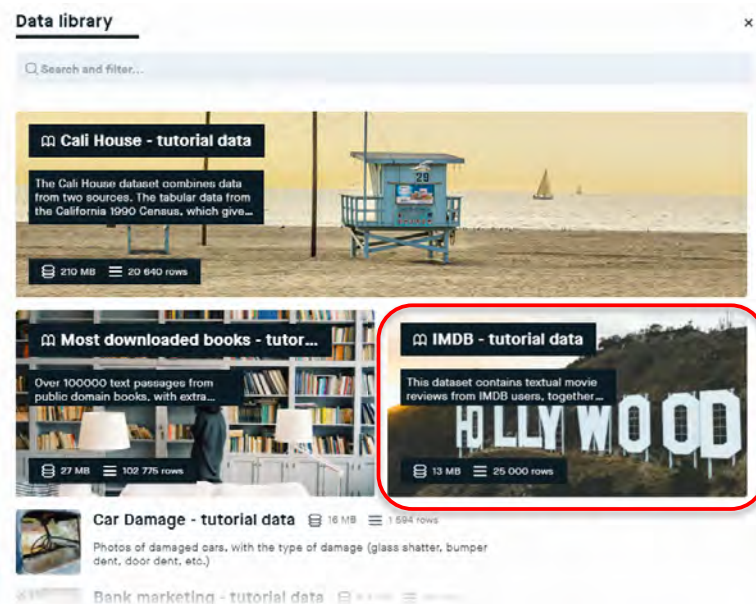 Data library
Search and filter...
Cali House - tutorial data
29
The Cali House dataset combines data
from two sources. The tabular data from
the California 1990 Census, which give...
210 MB 20 640 rows
Most downloaded books - tutor...
Over 100000 text passages from
public domain books, with extra...
27 MB 102 775 rows
IMDB - tutorial data
This dataset contains textual movie
reviews from IMDB users, together...
HOLLYWOOD
13 MB 25 000 rows
Car Damage - tutorial data 16 MB 1 594 rows
Photos of damaged cars, with the type of damage (glass shatter, bumper
dent, door dent, etc.)
Bank marketing - tutorial data